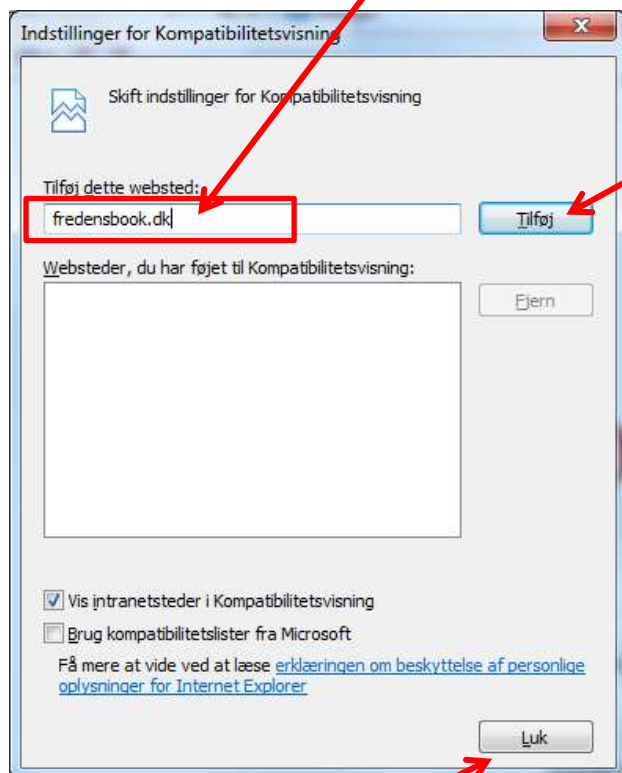 Indstillinger for Kompatibilitetsvisning
Skift indstillinger for Kompatibilitetsvisning
Tilføj dette websted:
fredensbook.dk
Tilføj
Websteder, du har føjet til Kompatibilitetsvisning:
Fjern
Vis intranetsteder i Kompatibilitetsvisning
Brug kompatibilitetslister fra Microsoft
Få mere at vide ved at læse erklæringen om beskyttelse af personlige
oplysninger for Internet Explorer
Luk